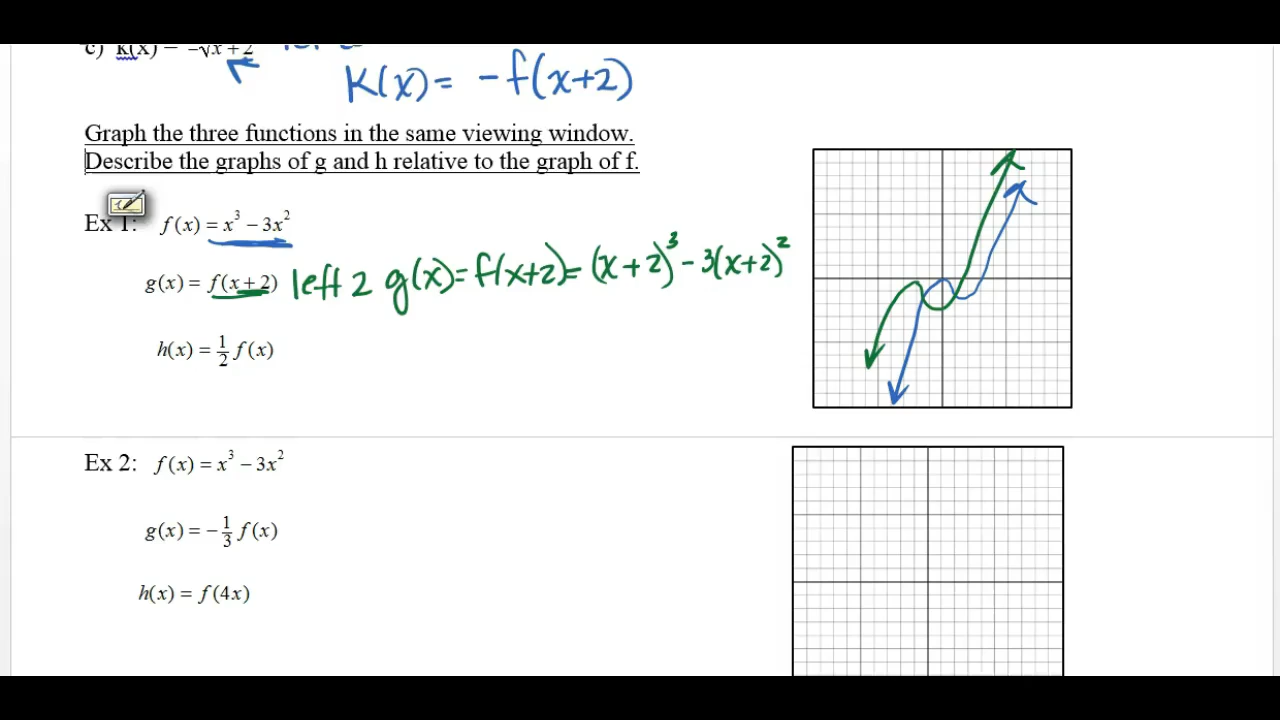 c) k(x) = -√x + 2 left 2
K(x) = -f(x+2)
Graph the three functions in the same viewing window.
Describe the graphs of g and h relative to the graph of f.
Ex 1: f(x) = x³ − 3x²
g(x) = f(x + 2) left 2 g(x) = f(x+2) = (x+2)³ - 3(x+2)²
h(x) = ½ f(x)
Ex 2: f(x) = x³ − 3x²
g(x) = −⅓ f(x)
h(x) = f(4x)